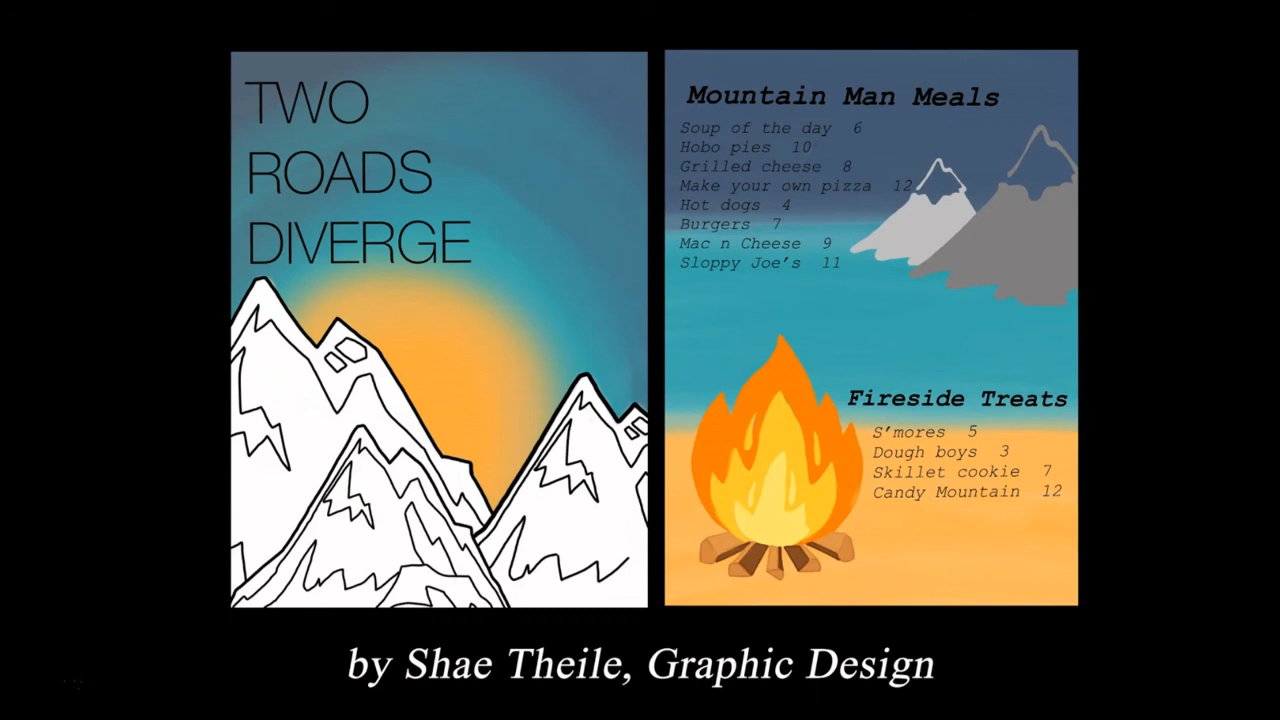 TWO
ROADS
DIVERGE
Mountain Man Meals
Soup of the day 6
Hobo pies 10
Grilled cheese 8
Make your own pizza 12
Hot dogs 4
Burgers 7
Mac n Cheese 9
Sloppy Joe's 11
Fireside Treats
S'mores 5
Dough boys 3
Skillet cookie 7
Candy Mountain 12
by Shae Theile, Graphic Design